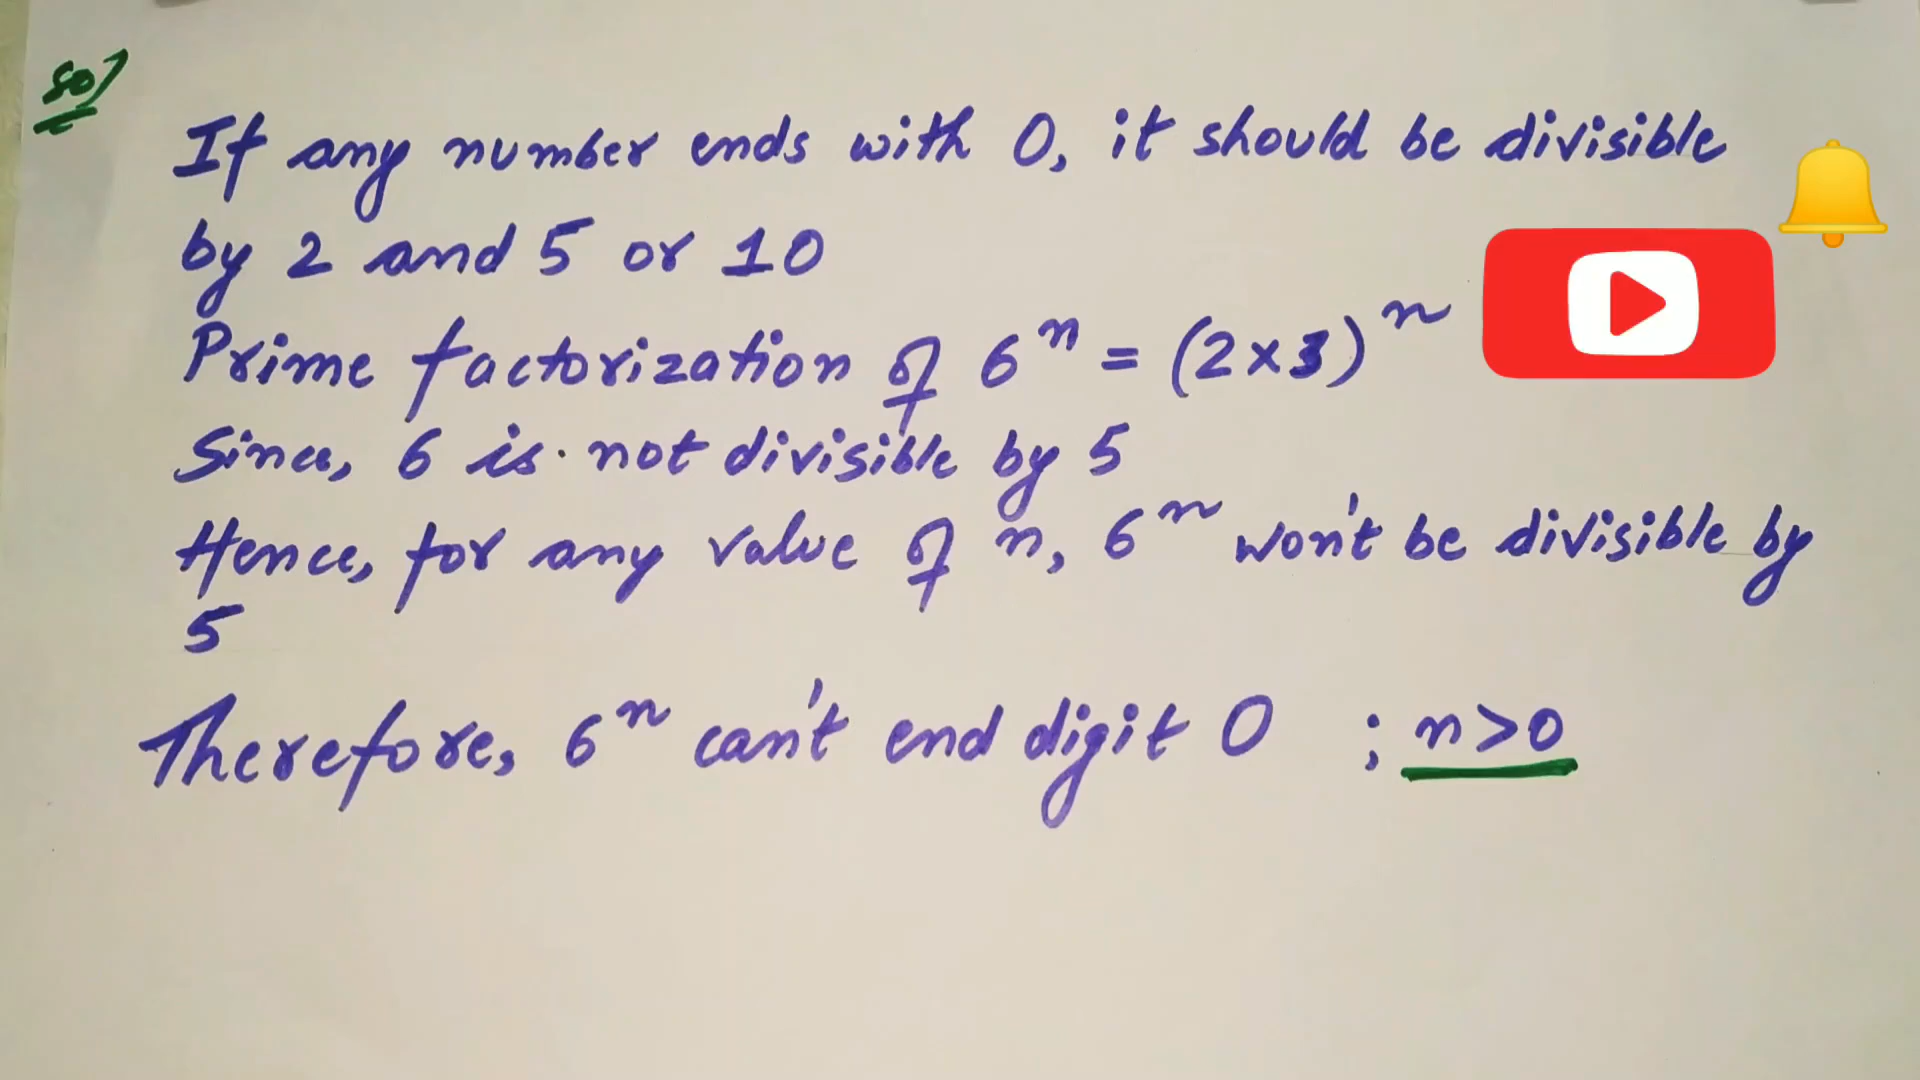 Sol
If any number ends with 0, it should be divisible
by 2 and 5 or 10
Prime factorization of 6ⁿ = (2×3)ⁿ
Since, 6 is not divisible by 5
Hence, for any value of n, 6ⁿ won't be divisible by
5
Therefore, 6ⁿ can't end digit 0 ; n>0